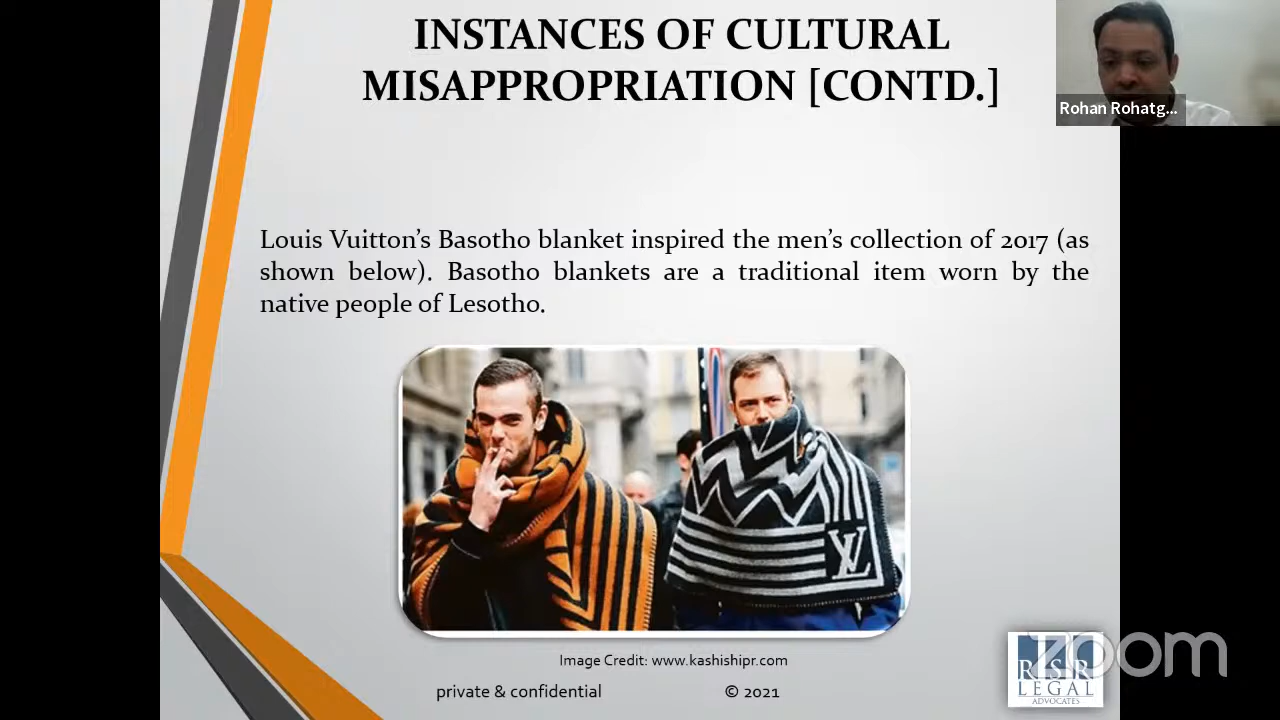 INSTANCES OF CULTURAL
MISAPPROPRIATION [CONTD.]
Rohan Rohatg...
Louis Vuitton's Basotho blanket inspired the men's collection of 2017 (as
shown below). Basotho blankets are a traditional item worn by the
native people of Lesotho.
LV
Image Credit: www.kashishipr.com
private & confidential
© 2021
zoom
RSR
LEGAL
ADVOCATES